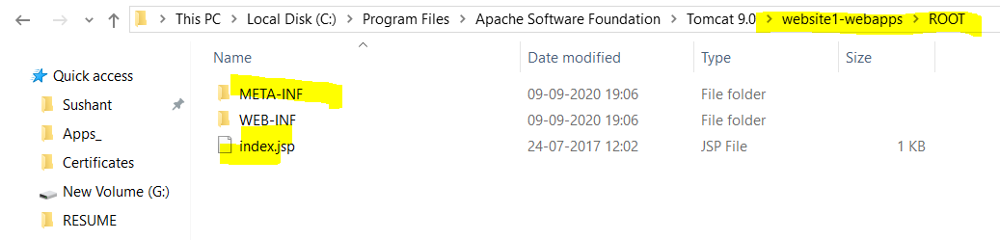 This PC > Local Disk (C:) > Program Files > Apache Software Foundation > Tomcat 9.0 > website1-webapps > ROOT
Name Date modified Type Size
Quick access
Sushant
Apps_
Certificates
New Volume (G:)
RESUME
META-INF 09-09-2020 19:06 File folder
WEB-INF 09-09-2020 19:06 File folder
index.jsp 24-07-2017 12:02 JSP File 1 KB